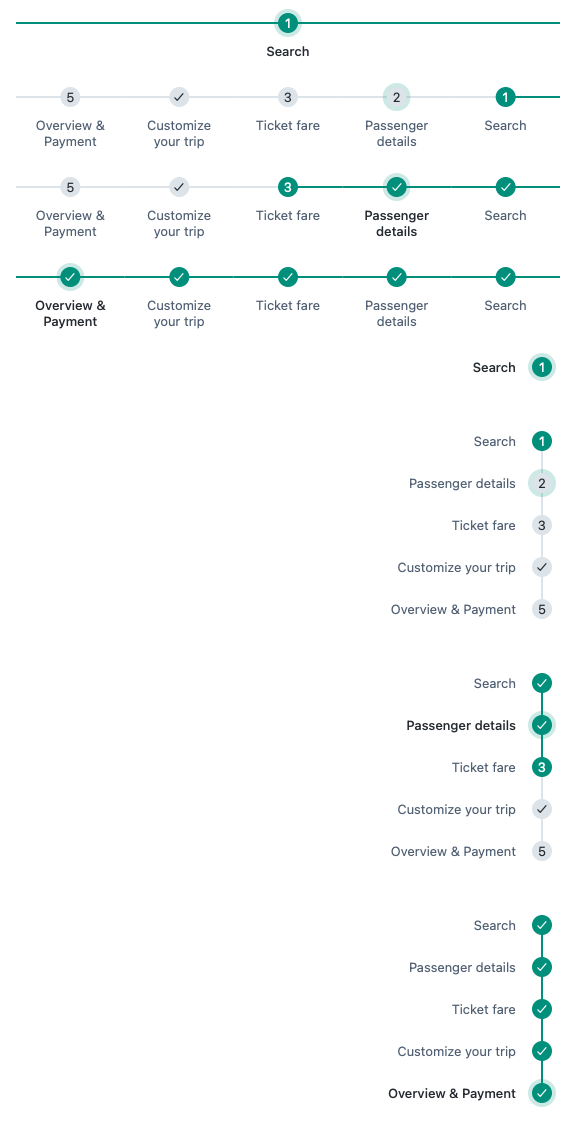 1
Search
5 3 2 1
Overview & Customize Ticket fare Passenger Search
Payment your trip details
5 3
Overview & Customize Ticket fare Passenger Search
Payment your trip details
Overview & Customize Ticket fare Passenger Search
Payment your trip details
Search 1
Search 1
Passenger details 2
Ticket fare 3
Customize your trip
Overview & Payment 5
Search
Passenger details
Ticket fare 3
Customize your trip
Overview & Payment 5
Search
Passenger details
Ticket fare
Customize your trip
Overview & Payment